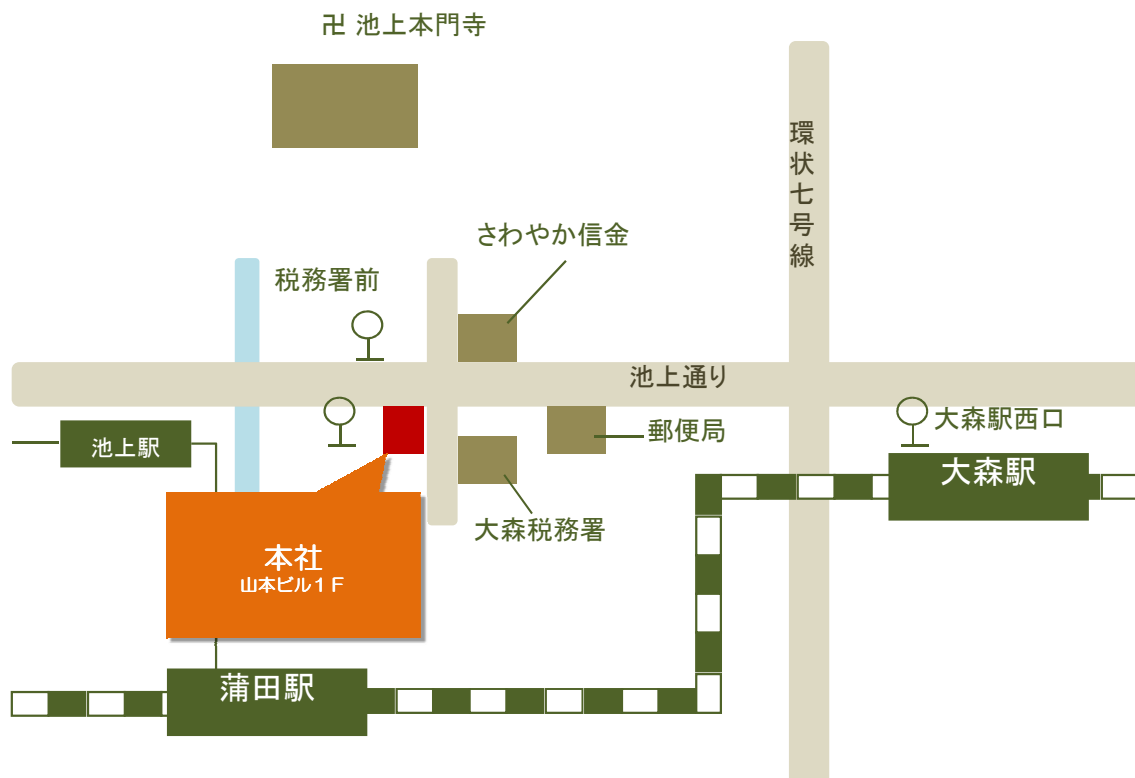 卍 池上本門寺
環状七号線
さわやか信金
税務署前
池上通り
大森駅西口
郵便局
池上駅
大森駅
大森税務署
本社
山本ビル1F
蒲田駅